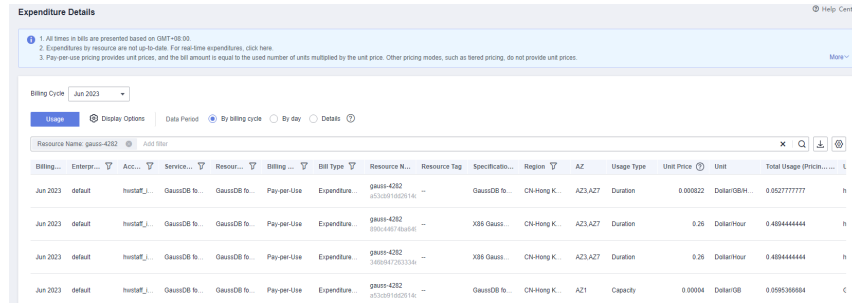 Expenditure Details
Help Cent
1. All times in bills are presented based on GMT+08:00.
2. Expenditures by resource are not up-to-date. For real-time expenditures, click here.
3. Pay-per-use pricing provides unit prices, and the bill amount is equal to the used number of units multiplied by the unit price. Other pricing modes, such as tiered pricing, do not provide unit prices.
More
Billing Cycle Jun 2023
Usage Display Options Data Period By billing cycle By day Details
Resource Name: gauss-4282 Add filter
Billing... Enterpr... Acc... Service... Resour... Billing ... Bill Type Resource N... Resource Tag Specificatio... Region AZ Usage Type Unit Price Unit Total Usage (Pricin... ...
Jun 2023 default hwstaff_i... GaussDB fo... GaussDB fo... Pay-per-Use Expenditure... gauss-4282 -- GaussDB fo... CN-Hong K... AZ3,AZ7 Duration 0.000822 Dollar/GB/H... 0.0527777777
Jun 2023 default hwstaff_i... GaussDB fo... GaussDB fo... Pay-per-Use Expenditure... gauss-4282 -- X86 Gauss... CN-Hong K... AZ3,AZ7 Duration 0.26 Dollar/Hour 0.4894444444
Jun 2023 default hwstaff_i... GaussDB fo... GaussDB fo... Pay-per-Use Expenditure... gauss-4282 -- X86 Gauss... CN-Hong K... AZ3,AZ7 Duration 0.26 Dollar/Hour 0.4894444444
Jun 2023 default hwstaff_i... GaussDB fo... GaussDB fo... Pay-per-Use Expenditure... gauss-4282 -- GaussDB fo... CN-Hong K... AZ1 Capacity 0.00004 Dollar/GB 0.0595366684